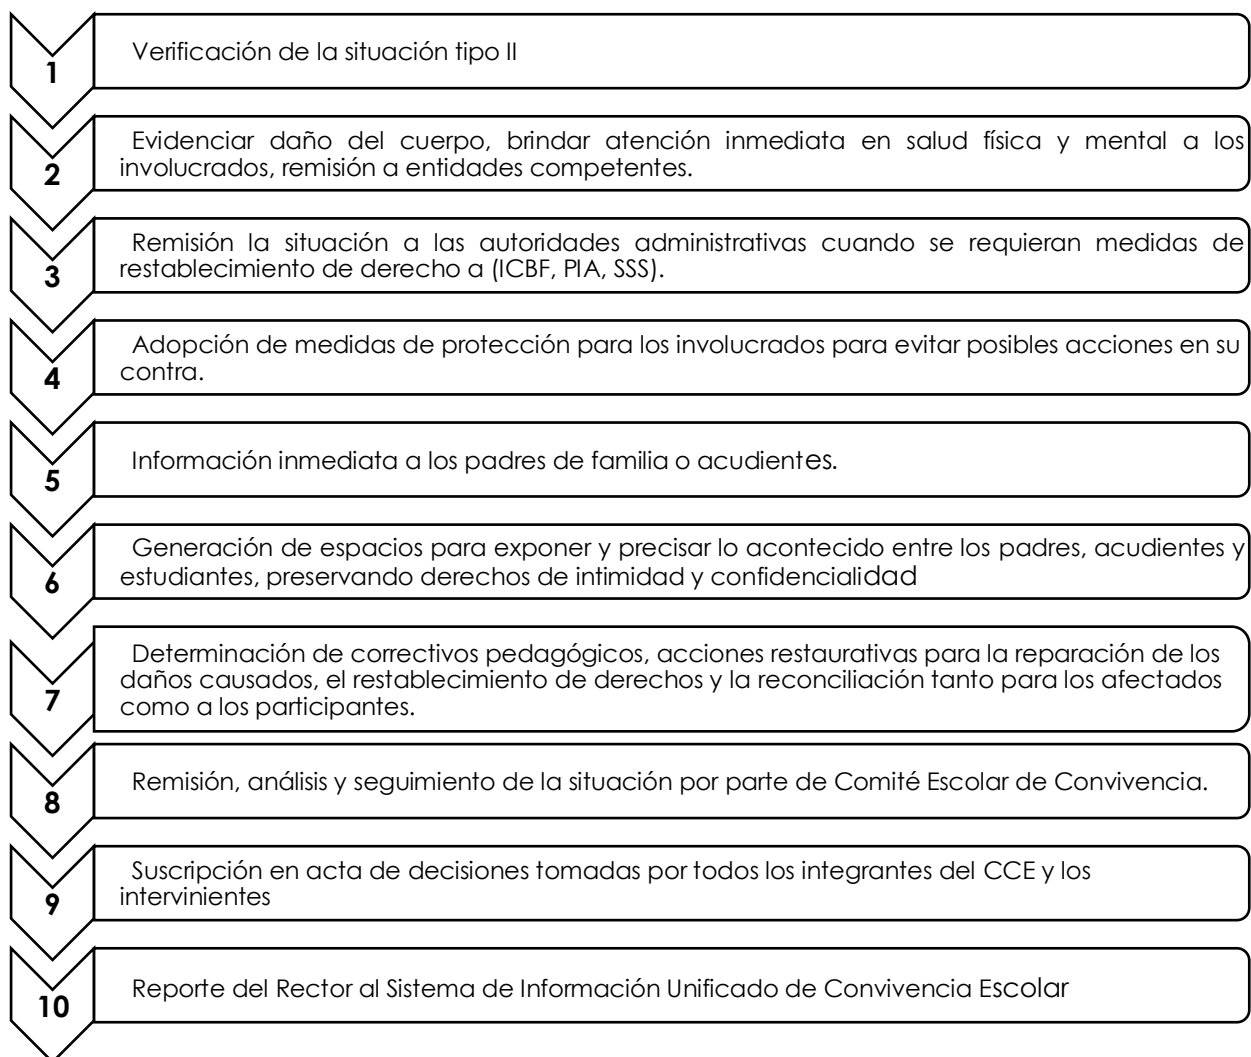 1
Verificación de la situación tipo II
2
Evidenciar daño del cuerpo, brindar atención inmediata en salud física y mental a los
involucrados, remisión a entidades competentes.
3
Remisión la situación a las autoridades administrativas cuando se requieran medidas de
restablecimiento de derecho a (ICBF, PIA, SSS).
4
Adopción de medidas de protección para los involucrados para evitar posibles acciones en su
contra.
5
Información inmediata a los padres de familia o acudientes.
6
Generación de espacios para exponer y precisar lo acontecido entre los padres, acudientes y
estudiantes, preservando derechos de intimidad y confidencialidad
7
Determinación de correctivos pedagógicos, acciones restaurativas para la reparación de los
daños causados, el restablecimiento de derechos y la reconciliación tanto para los afectados
como a los participantes.
8
Remisión, análisis y seguimiento de la situación por parte de Comité Escolar de Convivencia.
9
Suscripción en acta de decisiones tomadas por todos los integrantes del CCE y los
intervinientes
10
Reporte del Rector al Sistema de Información Unificado de Convivencia Escolar